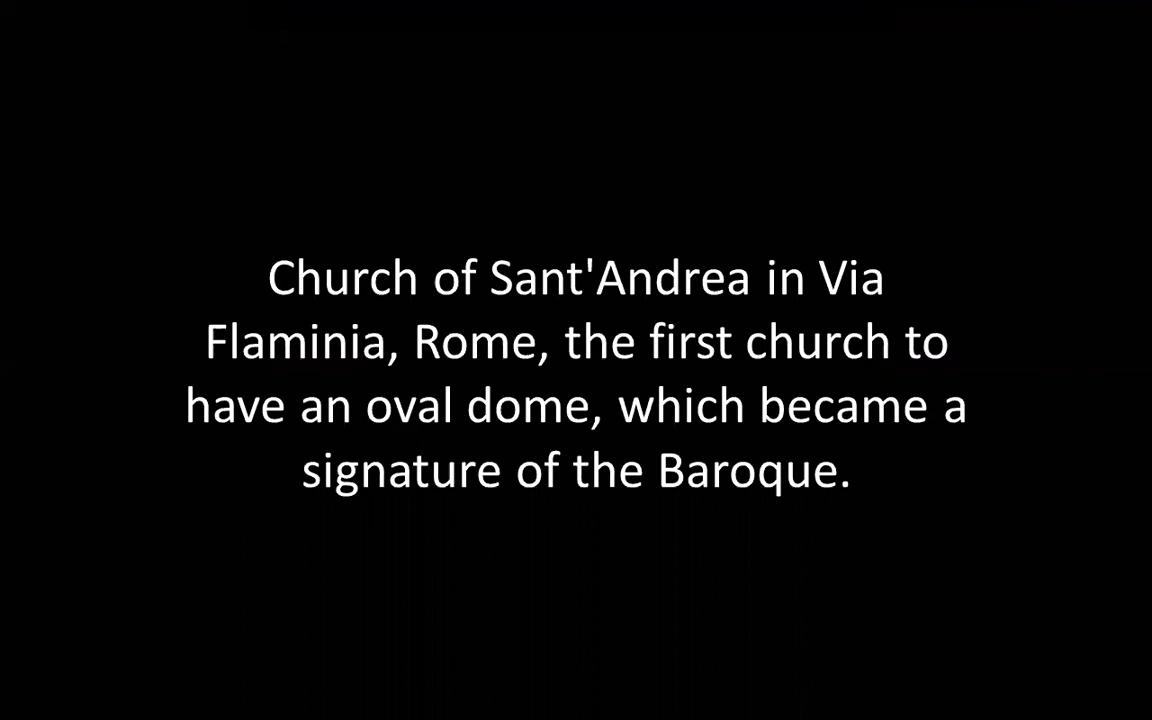 Church of Sant'Andrea in Via
Flaminia, Rome, the first church to
have an oval dome, which became a
signature of the Baroque.